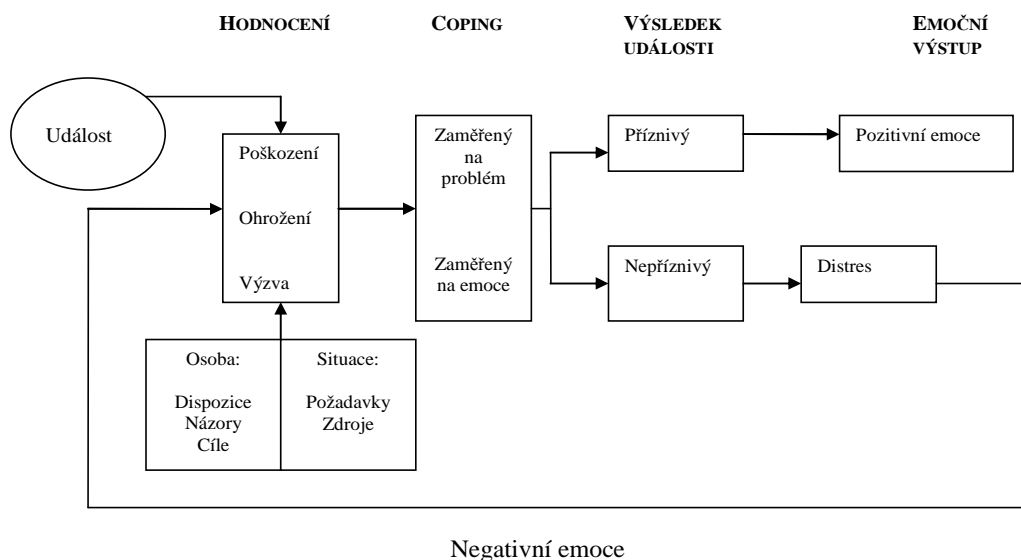 HODNOCENÍ
COPING
VÝSLEDEK
UDÁLOSTI
EMOČNÍ
VÝSTUP
Událost
Poškození
Ohrožení
Výzva
Zaměřený
na
problém
Zaměřený
na emoce
Příznivý
Pozitivní emoce
Nepříznivý
Distres
Osoba:
Dispozice
Názory
Cíle
Situace:
Požadavky
Zdroje
Negativní emoce